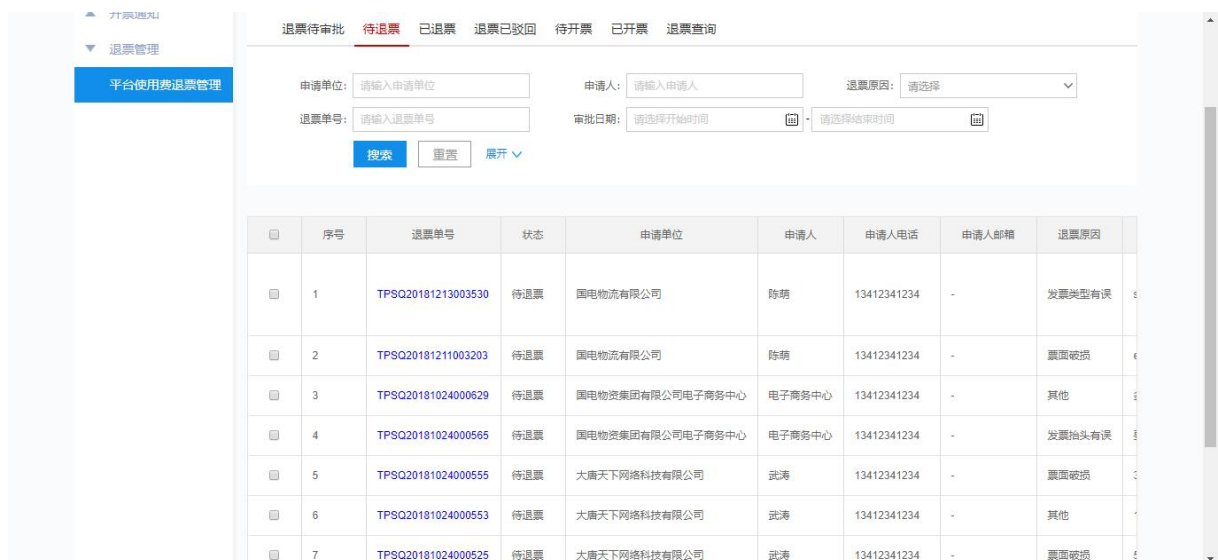 开票通知
退票管理
平台使用费退票管理
退票待审批 待退票 已退票 退票已驳回 待开票 已开票 退票查询
申请单位: 请输入申请单位 申请人: 请输入申请人 退票原因: 请选择
退票单号: 请输入退票单号 审批日期: 请选择开始时间 - 请选择结束时间
搜索 重置 展开
序号 退票单号 状态 申请单位 申请人 申请人电话 申请人邮箱 退票原因
1 TPSQ20181213003530 待退票 国电物流有限公司 陈萌 13412341234 - 发票类型有误
2 TPSQ20181211003203 待退票 国电物流有限公司 陈萌 13412341234 - 票面破损
3 TPSQ20181024000629 待退票 国电物资集团有限公司电子商务中心 电子商务中心 13412341234 - 其他
4 TPSQ20181024000565 待退票 国电物资集团有限公司电子商务中心 电子商务中心 13412341234 - 发票抬头有误
5 TPSQ20181024000555 待退票 大唐天下网络科技有限公司 武涛 13412341234 - 票面破损
6 TPSQ20181024000553 待退票 大唐天下网络科技有限公司 武涛 13412341234 - 其他
7 TPSQ20181024000525 待退票 大唐天下网络科技有限公司 武涛 13412341234 - 票面破损